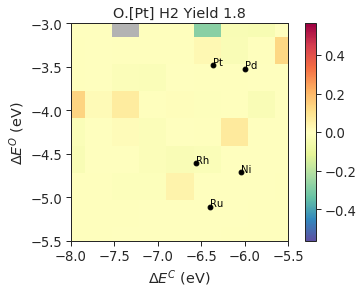 O.[Pt] H2 Yield 1.8
ΔE^O (eV)
−3.0
−3.5
−4.0
−4.5
−5.0
−5.5
Pt
Pd
Rh
Ni
Ru
−8.0 −7.5 −7.0 −6.5 −6.0 −5.5
ΔE^C (eV)
0.4
0.2
0.0
−0.2
−0.4